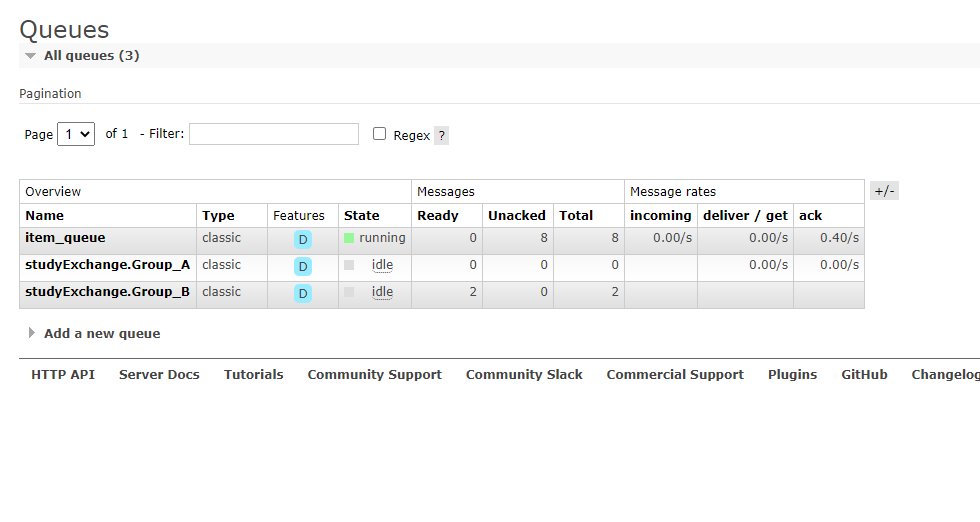 Queues
All queues (3)
Pagination
Page 1 of 1 - Filter: Regex ?
Overview Messages Message rates +/-
Name Type Features State Ready Unacked Total incoming deliver / get ack
item_queue classic D running 0 8 8 0.00/s 0.00/s 0.40/s
studyExchange.Group_A classic D idle 0 0 0 0.00/s 0.00/s
studyExchange.Group_B classic D idle 2 0 2
Add a new queue
HTTP API Server Docs Tutorials Community Support Community Slack Commercial Support Plugins GitHub Changelog